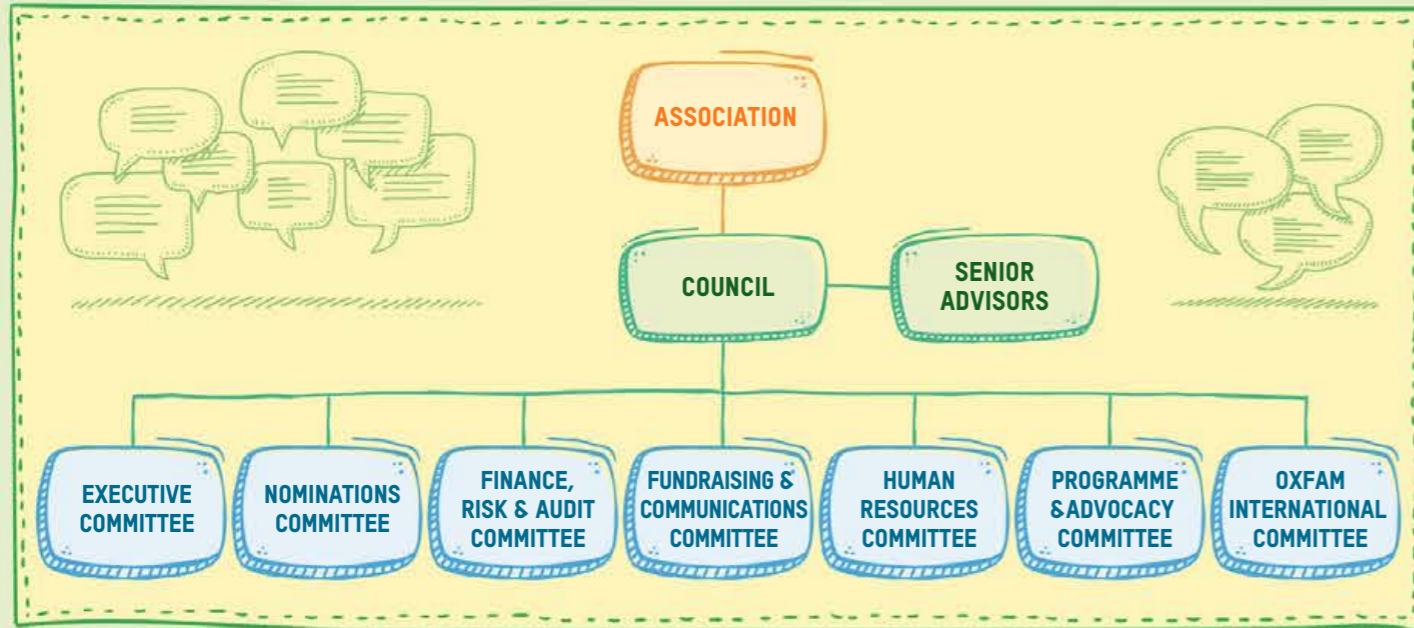 ASSOCIATION
COUNCIL
SENIOR
ADVISORS
EXECUTIVE
COMMITTEE
NOMINATIONS
COMMITTEE
FINANCE,
RISK & AUDIT
COMMITTEE
FUNDRAISING &
COMMUNICATIONS
COMMITTEE
HUMAN
RESOURCES
COMMITTEE
PROGRAMME
&ADVOCACY
COMMITTEE
OXFAM
INTERNATIONAL
COMMITTEE